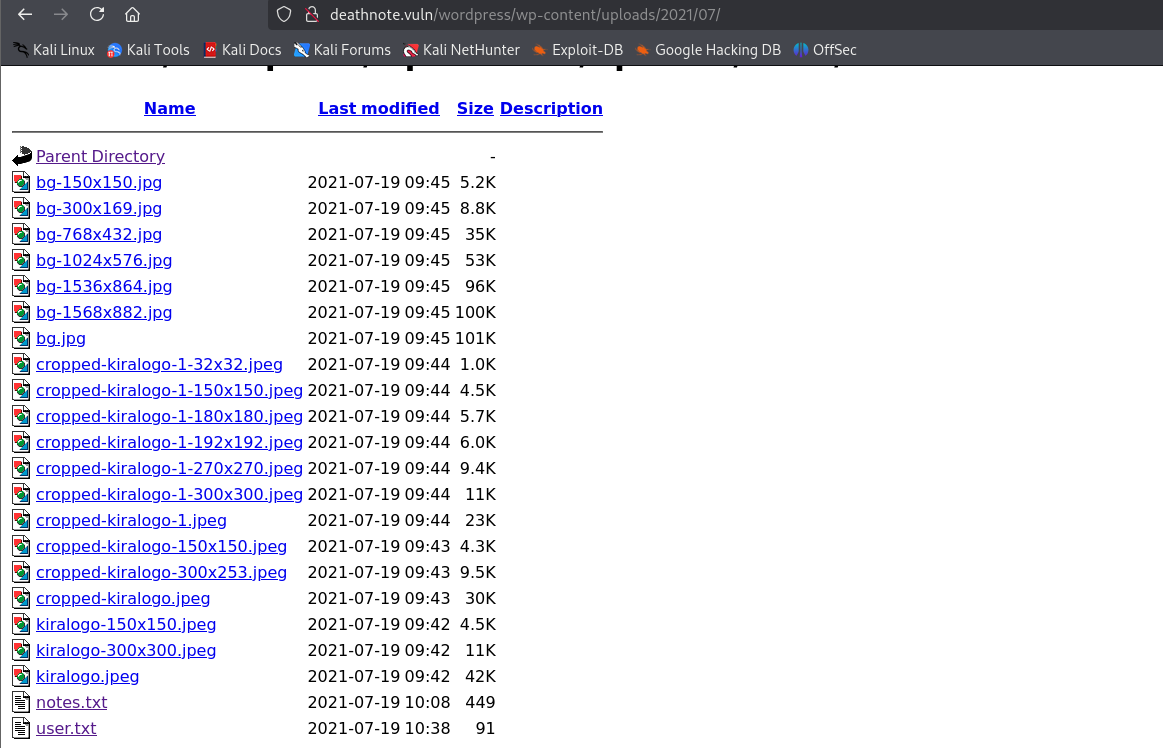 deathnote.vuln/wordpress/wp-content/uploads/2021/07/
Kali Linux Kali Tools Kali Docs Kali Forums Kali NetHunter Exploit-DB Google Hacking DB OffSec
Name Last modified Size Description
Parent Directory -
bg-150x150.jpg 2021-07-19 09:45 5.2K
bg-300x169.jpg 2021-07-19 09:45 8.8K
bg-768x432.jpg 2021-07-19 09:45 35K
bg-1024x576.jpg 2021-07-19 09:45 53K
bg-1536x864.jpg 2021-07-19 09:45 96K
bg-1568x882.jpg 2021-07-19 09:45 100K
bg.jpg 2021-07-19 09:45 101K
cropped-kiralogo-1-32x32.jpeg 2021-07-19 09:44 1.0K
cropped-kiralogo-1-150x150.jpeg 2021-07-19 09:44 4.5K
cropped-kiralogo-1-180x180.jpeg 2021-07-19 09:44 5.7K
cropped-kiralogo-1-192x192.jpeg 2021-07-19 09:44 6.0K
cropped-kiralogo-1-270x270.jpeg 2021-07-19 09:44 9.4K
cropped-kiralogo-1-300x300.jpeg 2021-07-19 09:44 11K
cropped-kiralogo-1.jpeg 2021-07-19 09:44 23K
cropped-kiralogo-150x150.jpeg 2021-07-19 09:43 4.3K
cropped-kiralogo-300x253.jpeg 2021-07-19 09:43 9.5K
cropped-kiralogo.jpeg 2021-07-19 09:43 30K
kiralogo-150x150.jpeg 2021-07-19 09:42 4.5K
kiralogo-300x300.jpeg 2021-07-19 09:42 11K
kiralogo.jpeg 2021-07-19 09:42 42K
notes.txt 2021-07-19 10:08 449
user.txt 2021-07-19 10:38 91